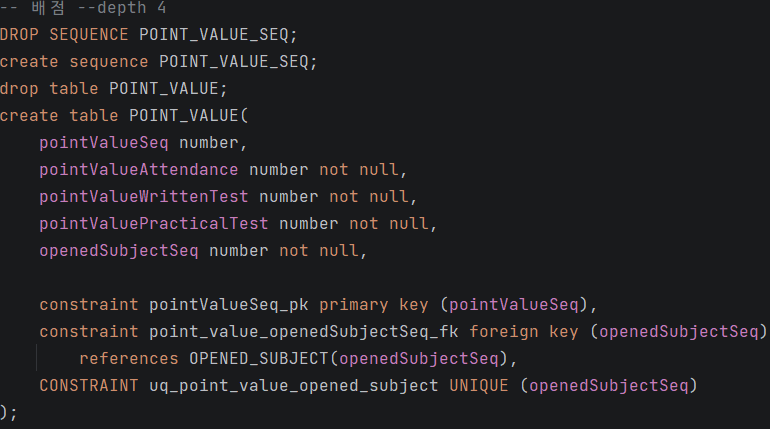 -- 배점 --depth 4
DROP SEQUENCE POINT_VALUE_SEQ;
create sequence POINT_VALUE_SEQ;
drop table POINT_VALUE;
create table POINT_VALUE(
    pointValueSeq number,
    pointValueAttendance number not null,
    pointValueWrittenTest number not null,
    pointValuePracticalTest number not null,
    openedSubjectSeq number not null,

    constraint pointValueSeq_pk primary key (pointValueSeq),
    constraint point_value_openedSubjectSeq_fk foreign key (openedSubjectSeq)
        references OPENED_SUBJECT(openedSubjectSeq),
    CONSTRAINT uq_point_value_opened_subject UNIQUE (openedSubjectSeq)
);